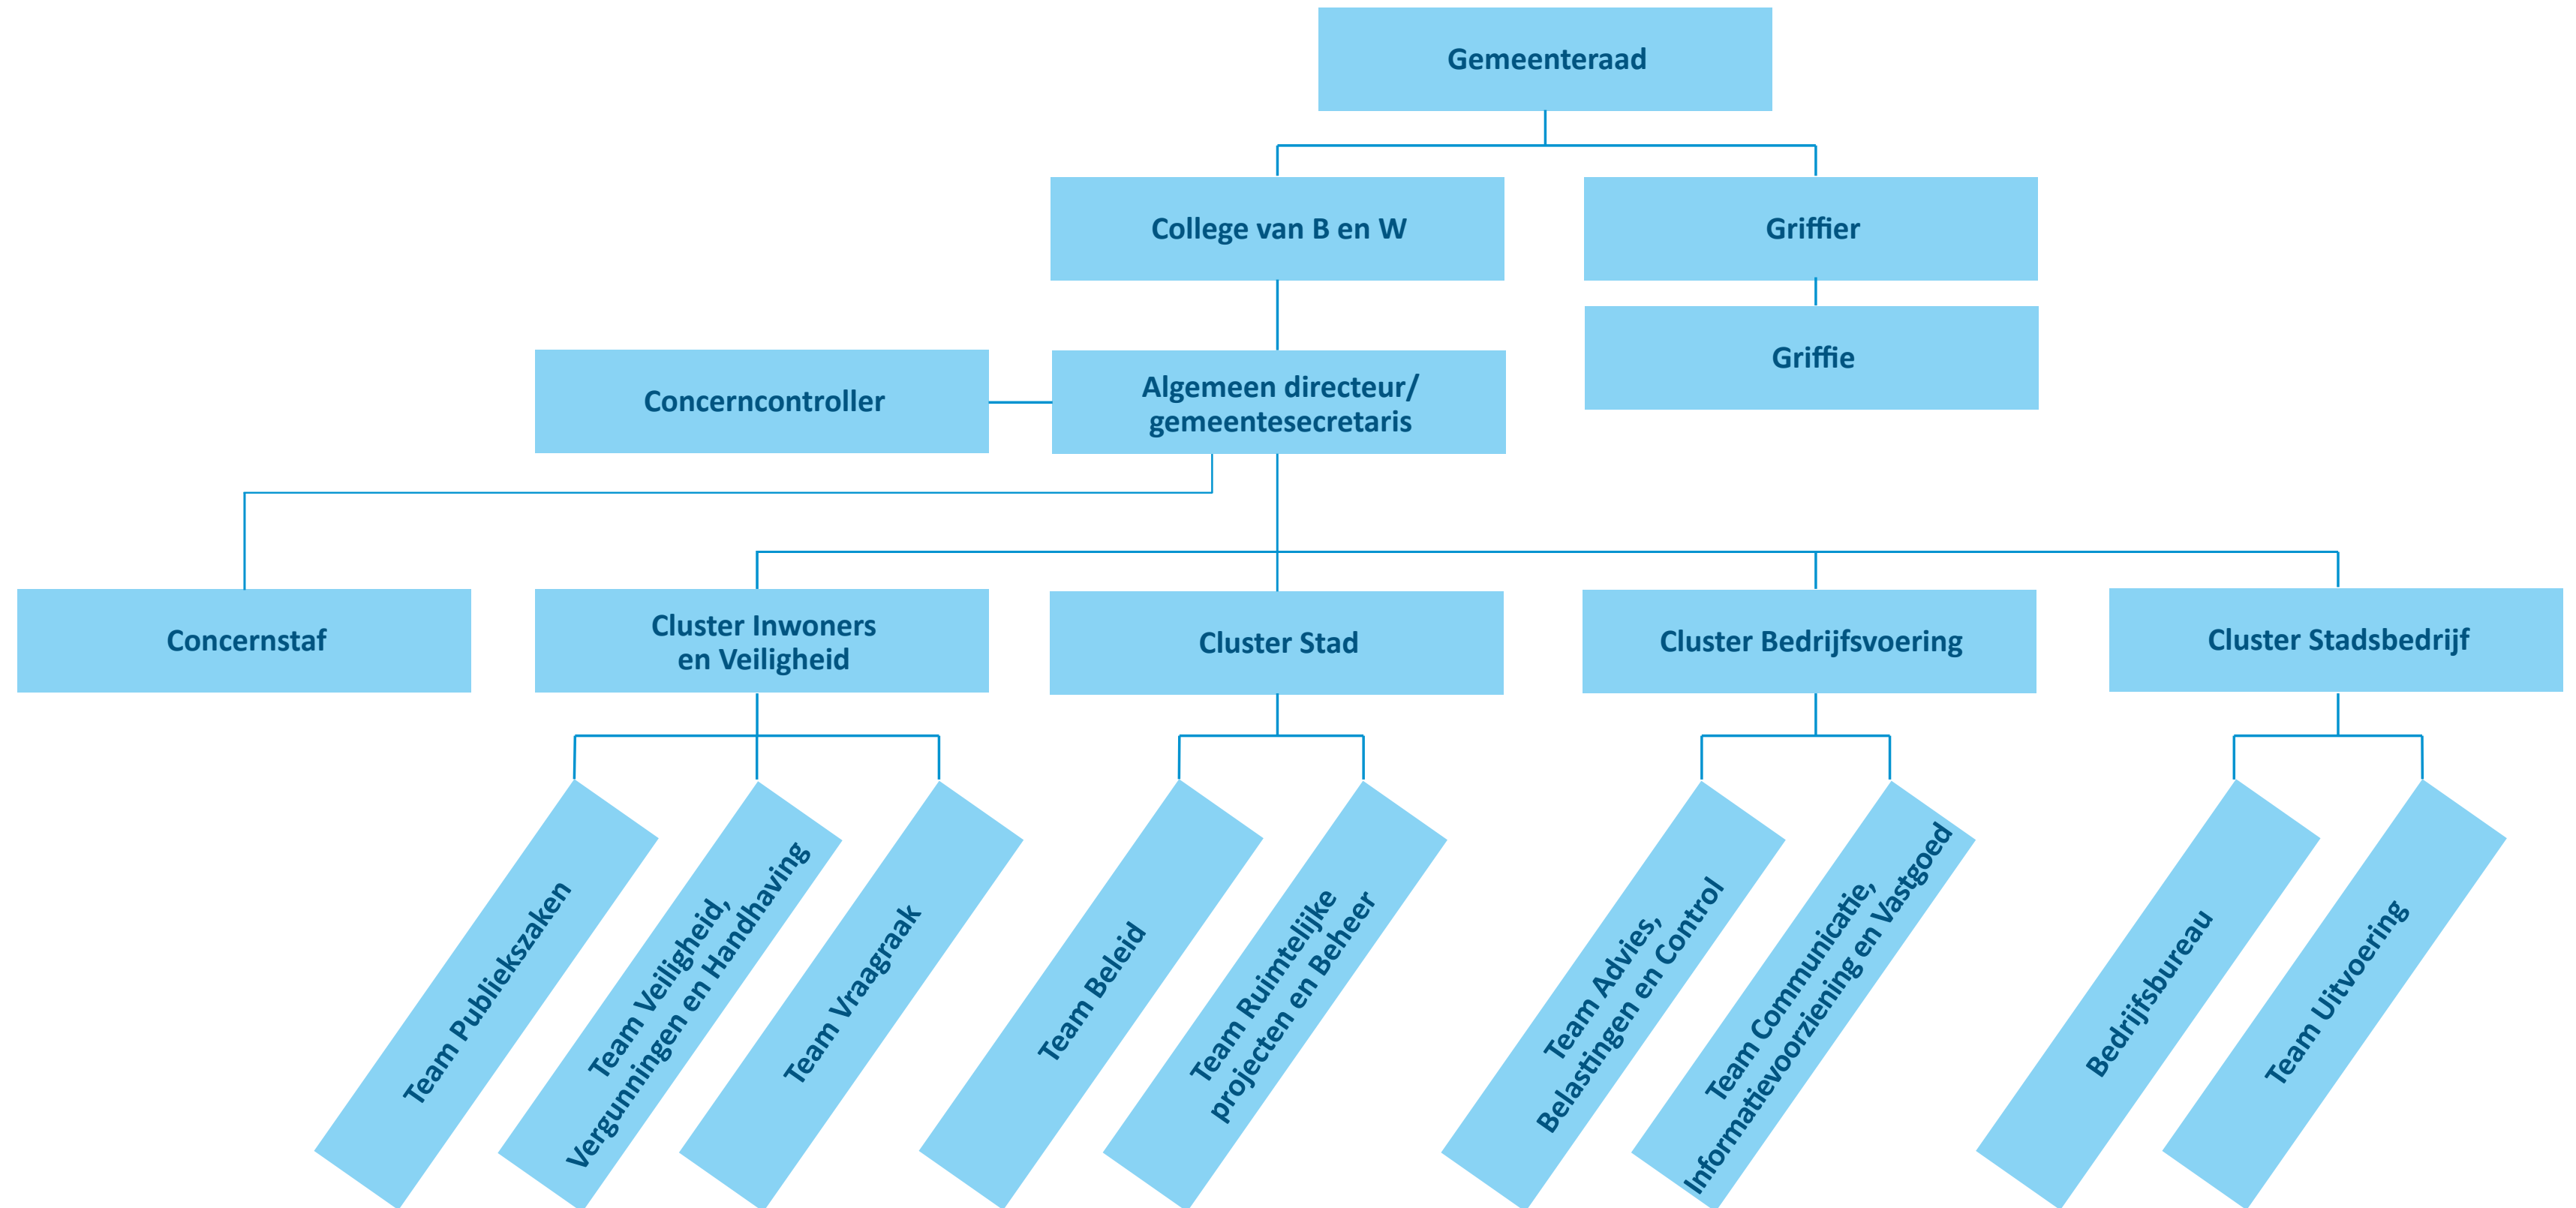 Gemeenteraad
College van B en W
Griffier
Griffie
Concerncontroller
Algemeen directeur/
gemeentesecretaris
Concernstaf
Cluster Inwoners
en Veiligheid
Cluster Stad
Cluster Bedrijfsvoering
Cluster Stadsbedrijf
Team Publiekszaken
Team Veiligheid,
Vergunningen en Handhaving
Team Vraagraak
Team Beleid
Team Ruimtelijke
projecten en Beheer
Team Advies,
Belastingen en Control
Team Communicatie,
Informatievoorziening en Vastgoed
Bedrijfsbureau
Team Uitvoering